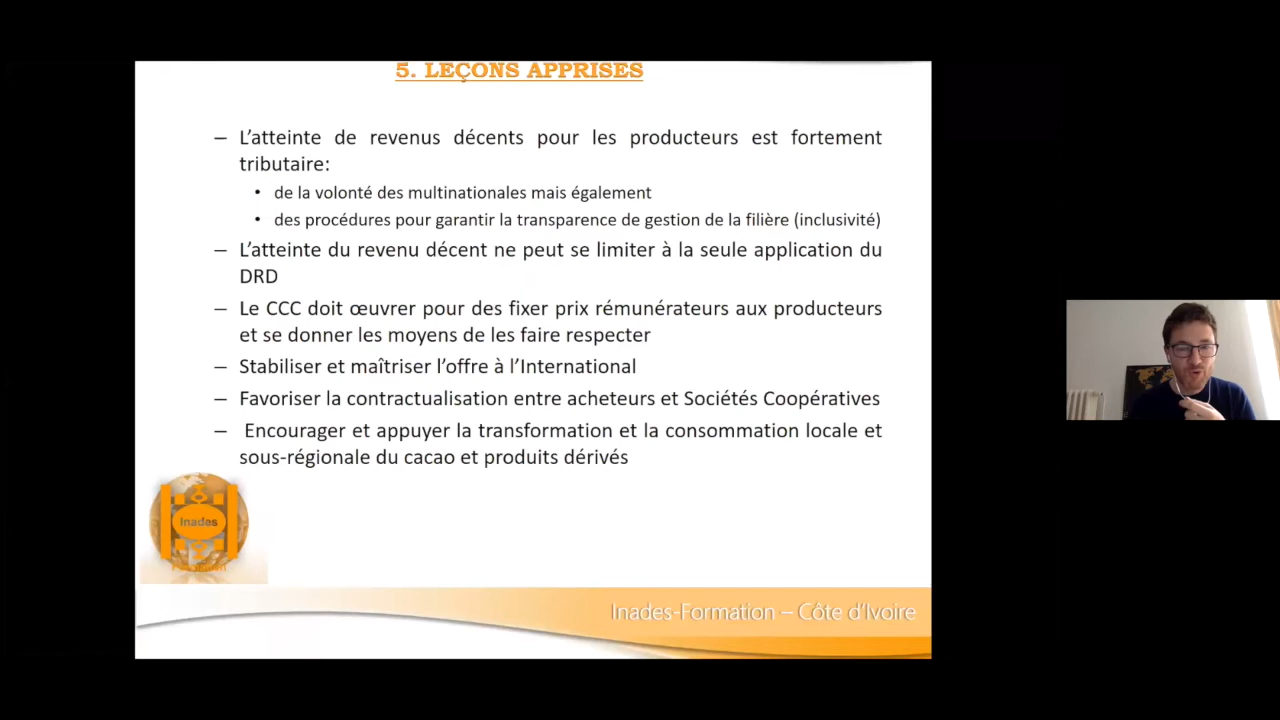 5. LEÇONS APPRISES
– L’atteinte de revenus décents pour les producteurs est fortement
tributaire:
• de la volonté des multinationales mais également
• des procédures pour garantir la transparence de gestion de la filière (inclusivité)
– L’atteinte du revenu décent ne peut se limiter à la seule application du
DRD
– Le CCC doit œuvrer pour des fixer prix rémunérateurs aux producteurs
et se donner les moyens de les faire respecter
– Stabiliser et maîtriser l’offre à l’International
– Favoriser la contractualisation entre acheteurs et Sociétés Coopératives
– Encourager et appuyer la transformation et la consommation locale et
sous-régionale du cacao et produits dérivés
Inades
Inades-Formation – Côte d’Ivoire